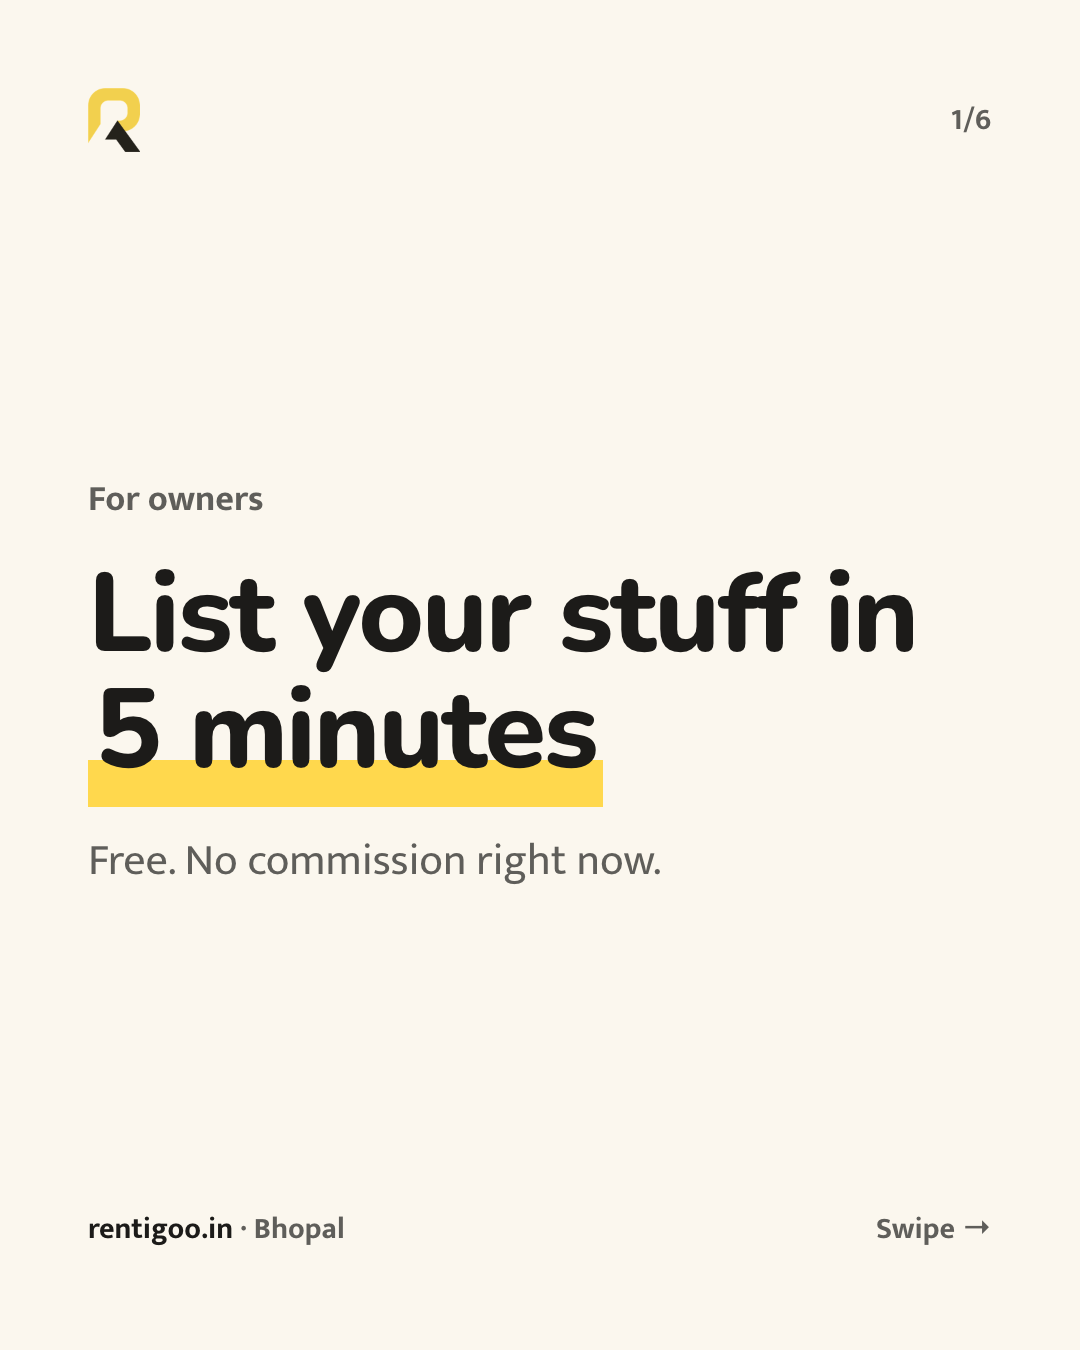 1/6
For owners
List your stuff in
5 minutes
Free. No commission right now.
rentigoo.in · Bhopal
Swipe →